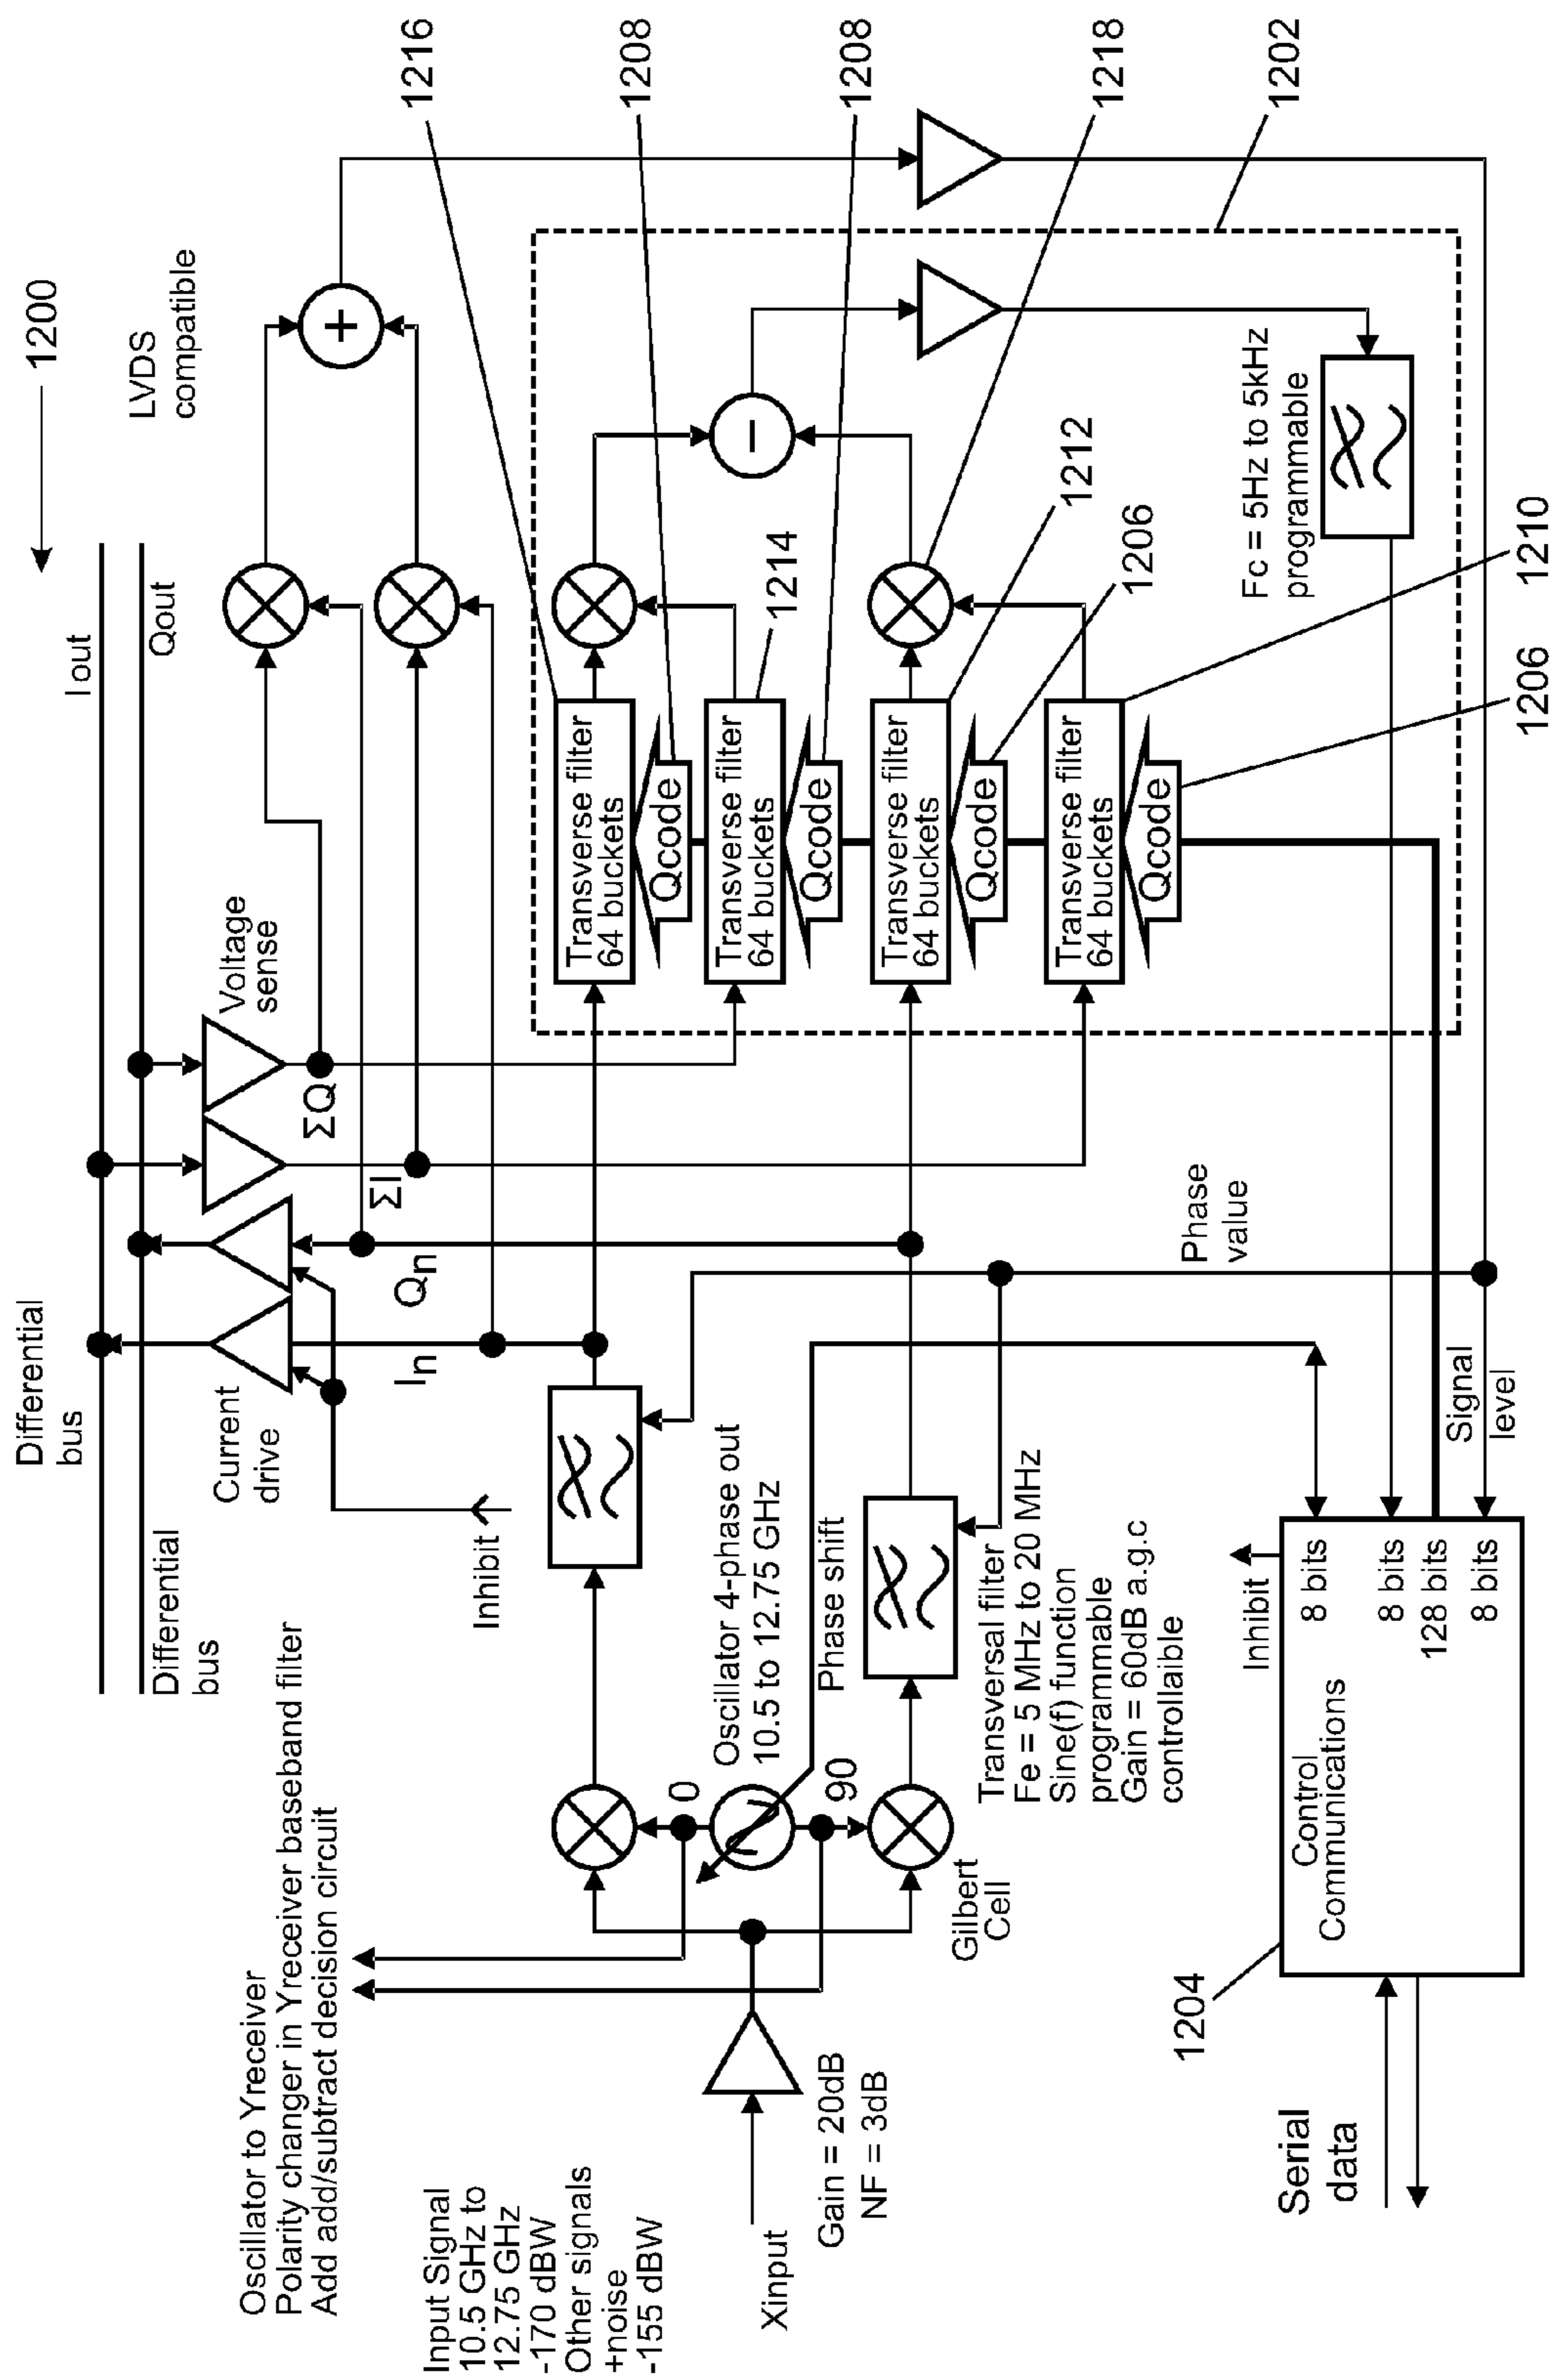 1200
Differential
bus
I out
Qout
LVDS
compatible
Differential
bus
Current
drive
Voltage
sense
ΣQ
ΣI
Qn
In
Inhibit
Oscillator to Yreceiver
Polarity changer in Yreceiver baseband filter
Add add/subtract decision circuit
Input Signal
10.5 GHz to
12.75 GHz
-170 dBW
Other signals
+noise
-155 dBW
Xinput
Gain = 20dB
NF = 3dB
0
90
Oscillator 4-phase out
10.5 to 12.75 GHz
Phase shift
Gilbert
Cell
Transversal filter
Fe = 5 MHz to 20 MHz
Sine(f) function
programmable
Gain = 60dB a.g.c
controllaible
Phase
value
Signal
level
Transverse filter
64 buckets
Qcode
Transverse filter
64 buckets
Qcode
Transverse filter
64 buckets
Qcode
Transverse filter
64 buckets
Qcode
Fc = 5Hz to 5kHz
programmable
1216
1208
1208
1218
1202
1214
1212
1206
1210
1206
1204
Serial
data
Control
Communications
Inhibit
8 bits
8 bits
128 bits
8 bits